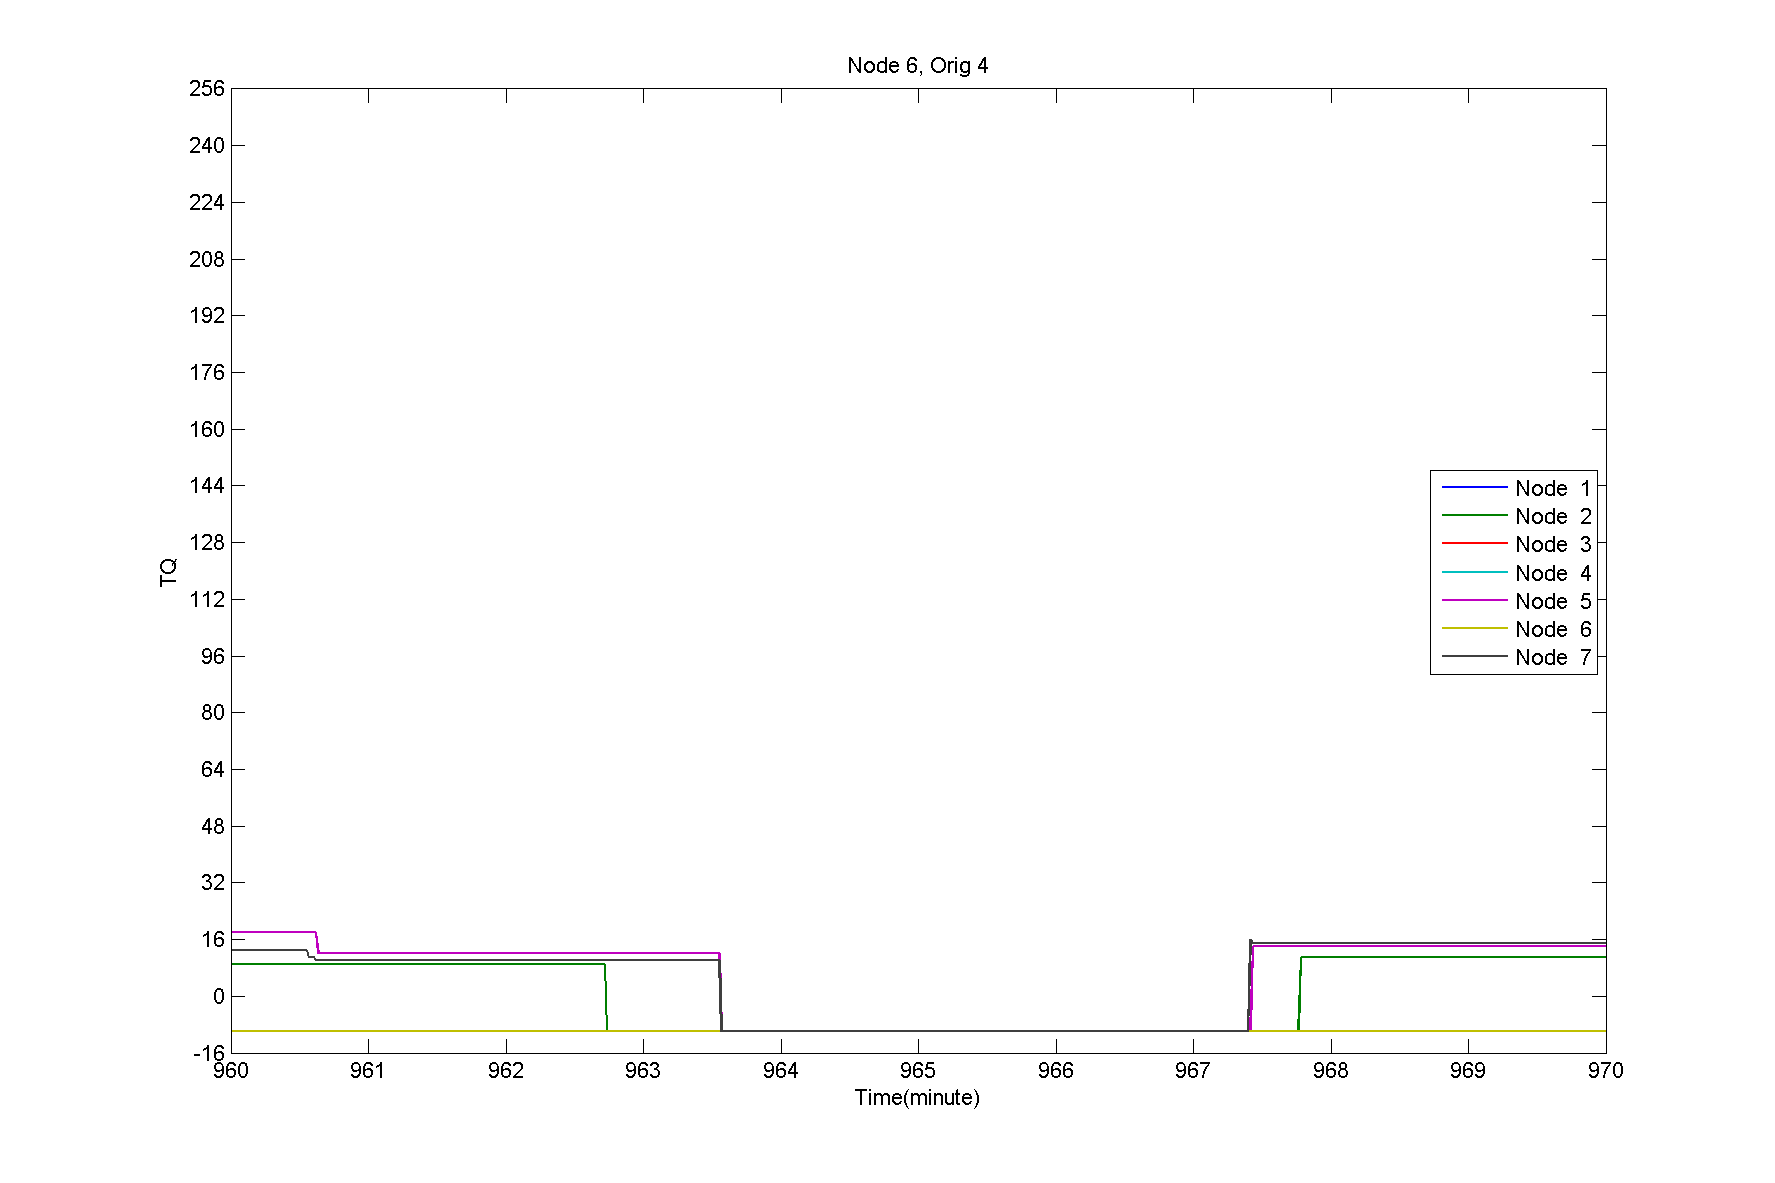 Node 6, Orig 4
256
240
224
208
192
176
160
144
128
112
96
80
64
48
32
16
0
-16
TQ
Node 1
Node 2
Node 3
Node 4
Node 5
Node 6
Node 7
960 961 962 963 964 965 966 967 968 969 970
Time(minute)